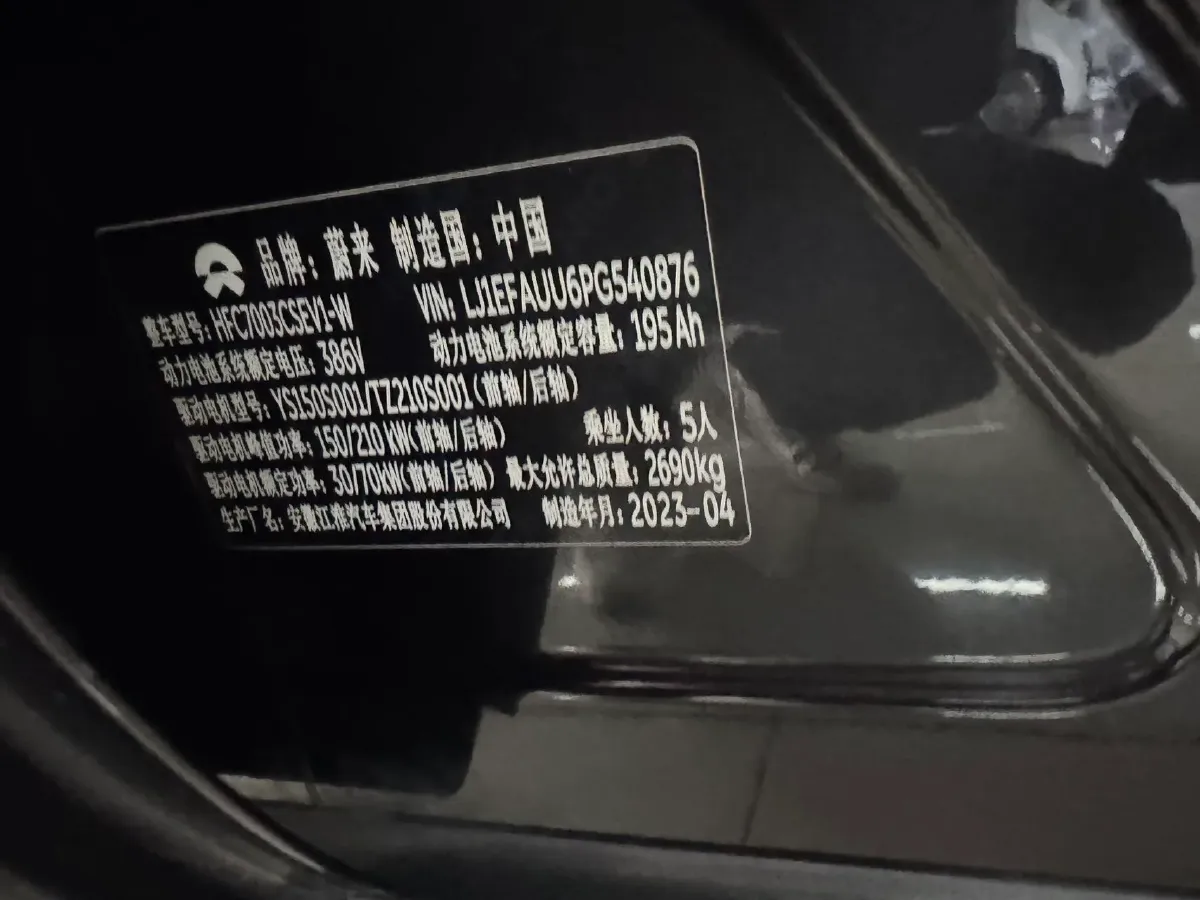 品牌：蔚来 制造国：中国
整车型号：HFC7003CSEV1-W VIN：LJ1EFAUU6PG540876
动力电池系统额定电压：386V 动力电池系统额定容量：195Ah
驱动电机型号：YS150S001/TZ210S001（前轴/后轴）
驱动电机峰值功率：150/210 kW（前轴/后轴） 乘坐人数：5人
驱动电机额定功率：30/70kW（前轴/后轴） 最大允许总质量：2690kg
生产厂名：安徽江淮汽车集团股份有限公司 制造年月：2023-04